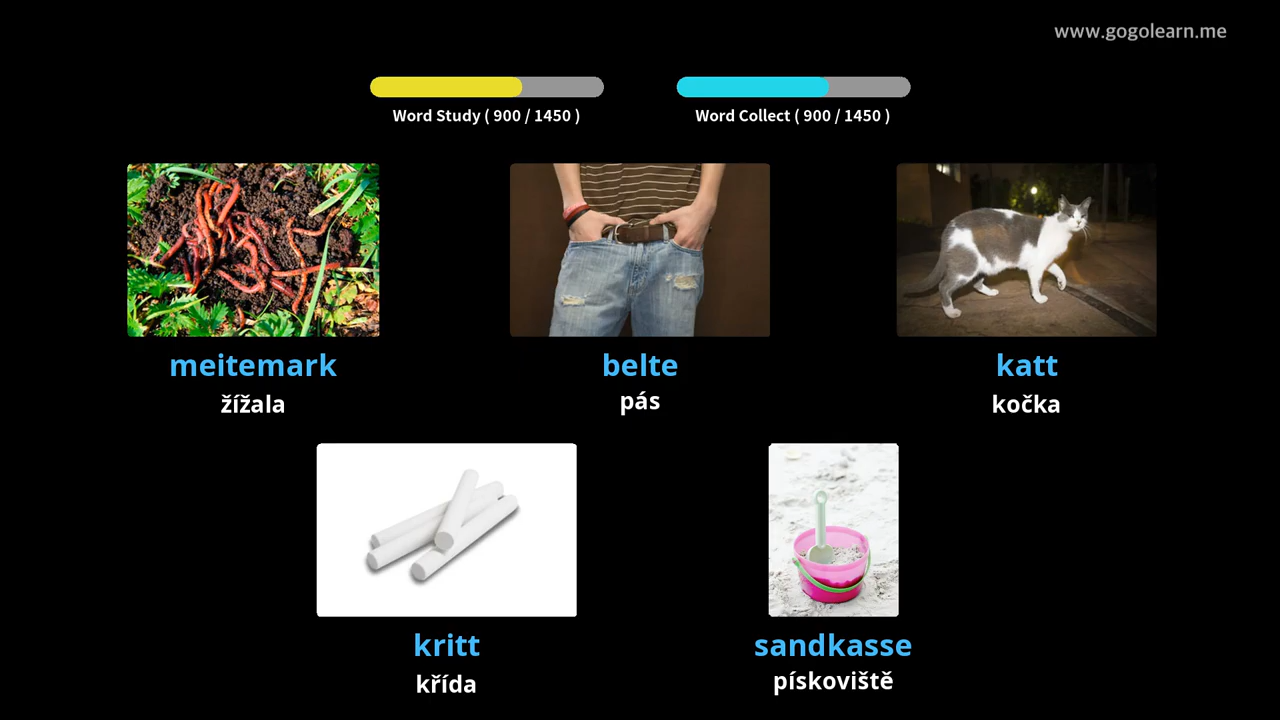 www.gogolearn.me
Word Study ( 900 / 1450 )
Word Collect ( 900 / 1450 )
meitemark
žížala
belte
pás
katt
kočka
kritt
křída
sandkasse
pískoviště